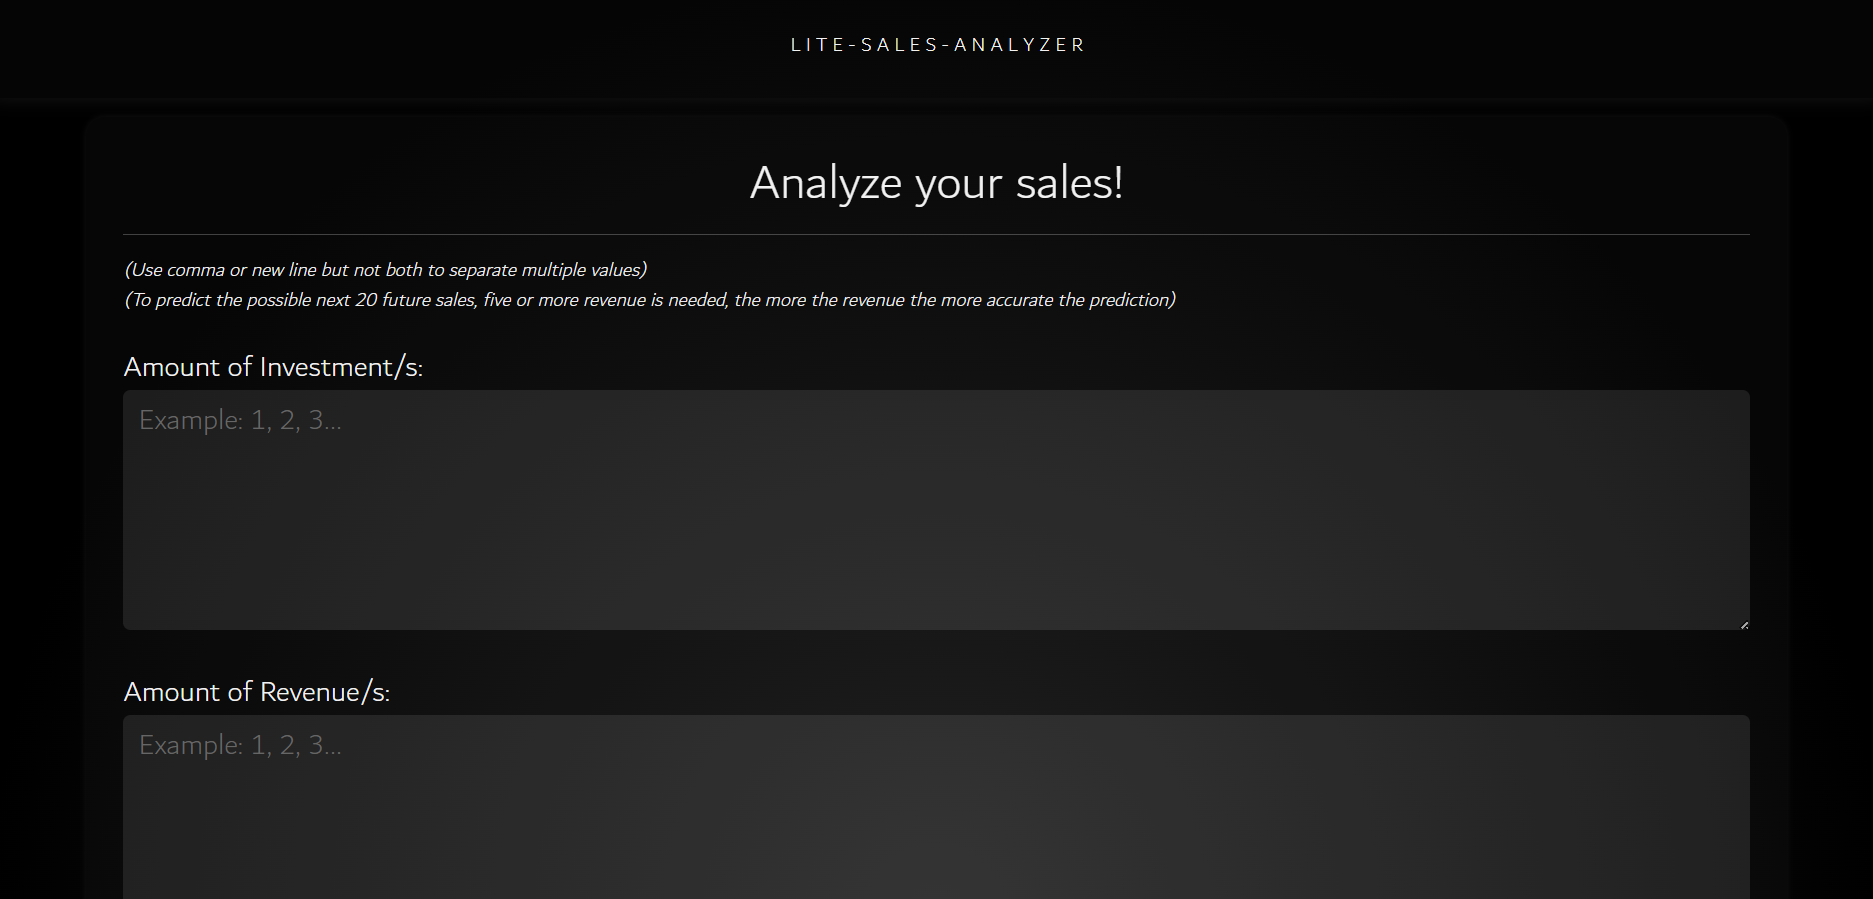 LITE-SALES-ANALYZER
Analyze your sales!
(Use comma or new line but not both to separate multiple values)
(To predict the possible next 20 future sales, five or more revenue is needed, the more the revenue the more accurate the prediction)
Amount of Investment/s:
Example: 1, 2, 3...
Amount of Revenue/s:
Example: 1, 2, 3...